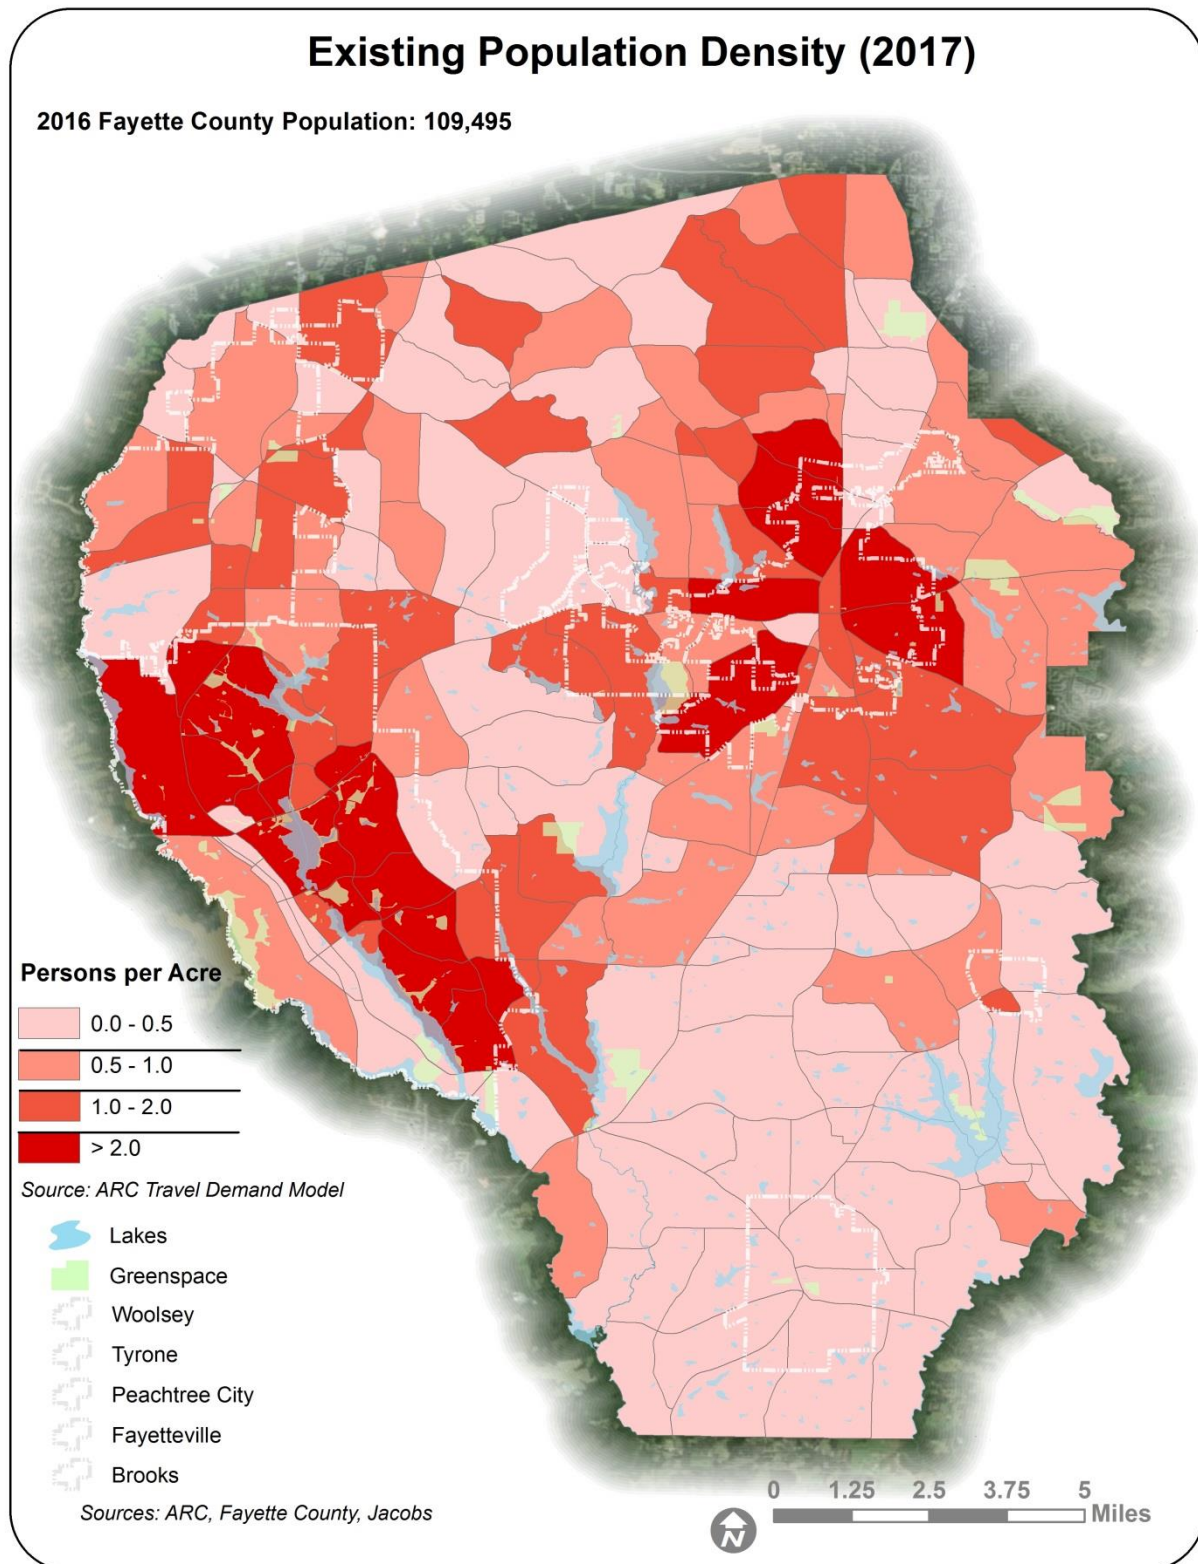 Existing Population Density (2017)
2016 Fayette County Population: 109,495
Persons per Acre
0.0 - 0.5
0.5 - 1.0
1.0 - 2.0
> 2.0
Source: ARC Travel Demand Model
Lakes
Greenspace
Woolsey
Tyrone
Peachtree City
Fayetteville
Brooks
Sources: ARC, Fayette County, Jacobs
N
0 1.25 2.5 3.75 5
Miles